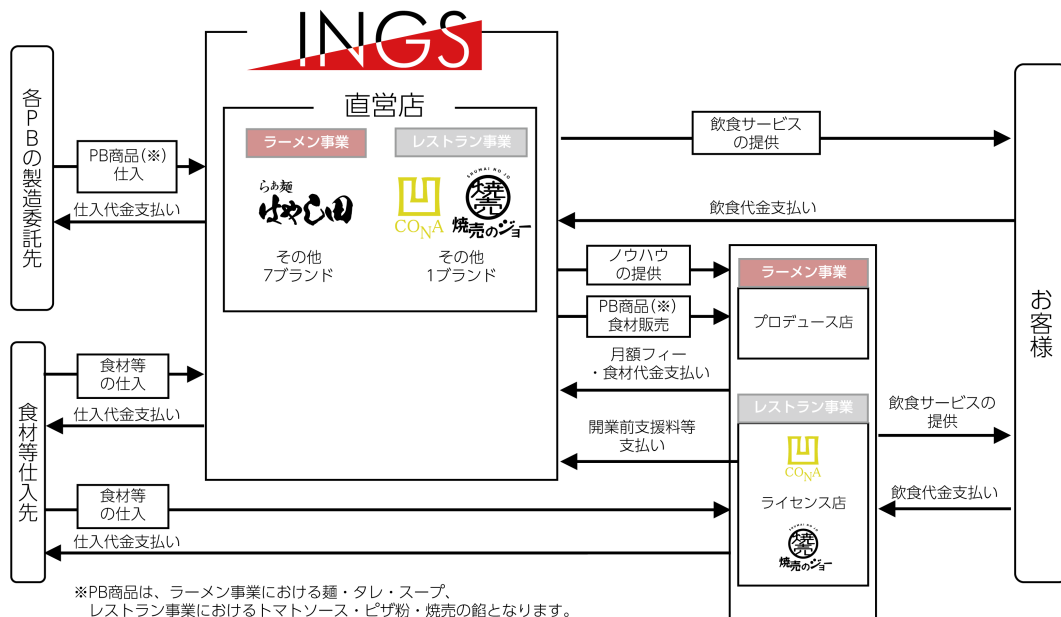 INGS
各PBの製造委託先
PB商品(※)
仕入
仕入代金支払い
直営店
ラーメン事業
らぁ麺
はやし田
その他
7ブランド
レストラン事業
CONA
SHUMAI NO JO
焼売
焼売のジョー
その他
1ブランド
飲食サービス
の提供
飲食代金支払い
ノウハウ
の提供
PB商品(※)
食材販売
月額フィー
・食材代金支払い
開業前支援料等
支払い
ラーメン事業
プロデュース店
レストラン事業
CONA
ライセンス店
SHUMAI NO JO
焼売
焼売のジョー
お客様
飲食サービスの
提供
飲食代金支払い
食材等仕入先
食材等
の仕入
仕入代金支払い
食材等
の仕入
仕入代金支払い
※PB商品は、ラーメン事業における麺・タレ・スープ、
レストラン事業におけるトマトソース・ピザ粉・焼売の餡となります。